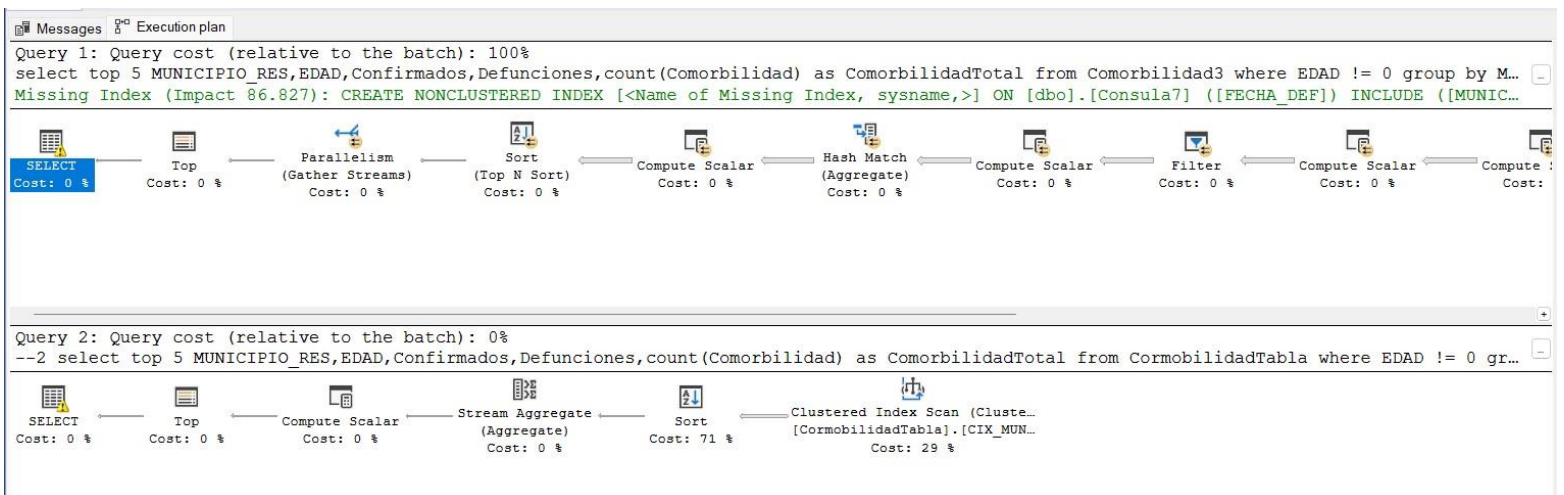 Messages Execution plan
Query 1: Query cost (relative to the batch): 100%
select top 5 MUNICIPIO_RES,EDAD,Confirmados,Defunciones,count(Comorbilidad) as ComorbilidadTotal from Comorbilidad3 where EDAD != 0 group by M…
Missing Index (Impact 86.827): CREATE NONCLUSTERED INDEX [<Name of Missing Index, sysname,>] ON [dbo].[Consula7] ([FECHA_DEF]) INCLUDE ([MUNIC…
SELECT
Cost: 0 %
Top
Cost: 0 %
Parallelism
(Gather Streams)
Cost: 0 %
Sort
(Top N Sort)
Cost: 0 %
Compute Scalar
Cost: 0 %
Hash Match
(Aggregate)
Cost: 0 %
Compute Scalar
Cost: 0 %
Filter
Cost: 0 %
Compute Scalar
Cost: 0 %
Compute
Cost:
Query 2: Query cost (relative to the batch): 0%
--2 select top 5 MUNICIPIO_RES,EDAD,Confirmados,Defunciones,count(Comorbilidad) as ComorbilidadTotal from CormobilidadTabla where EDAD != 0 gr…
SELECT
Cost: 0 %
Top
Cost: 0 %
Compute Scalar
Cost: 0 %
Stream Aggregate
(Aggregate)
Cost: 0 %
Sort
Cost: 71 %
Clustered Index Scan (Cluste…
[CormobilidadTabla].[CIX_MUN…
Cost: 29 %